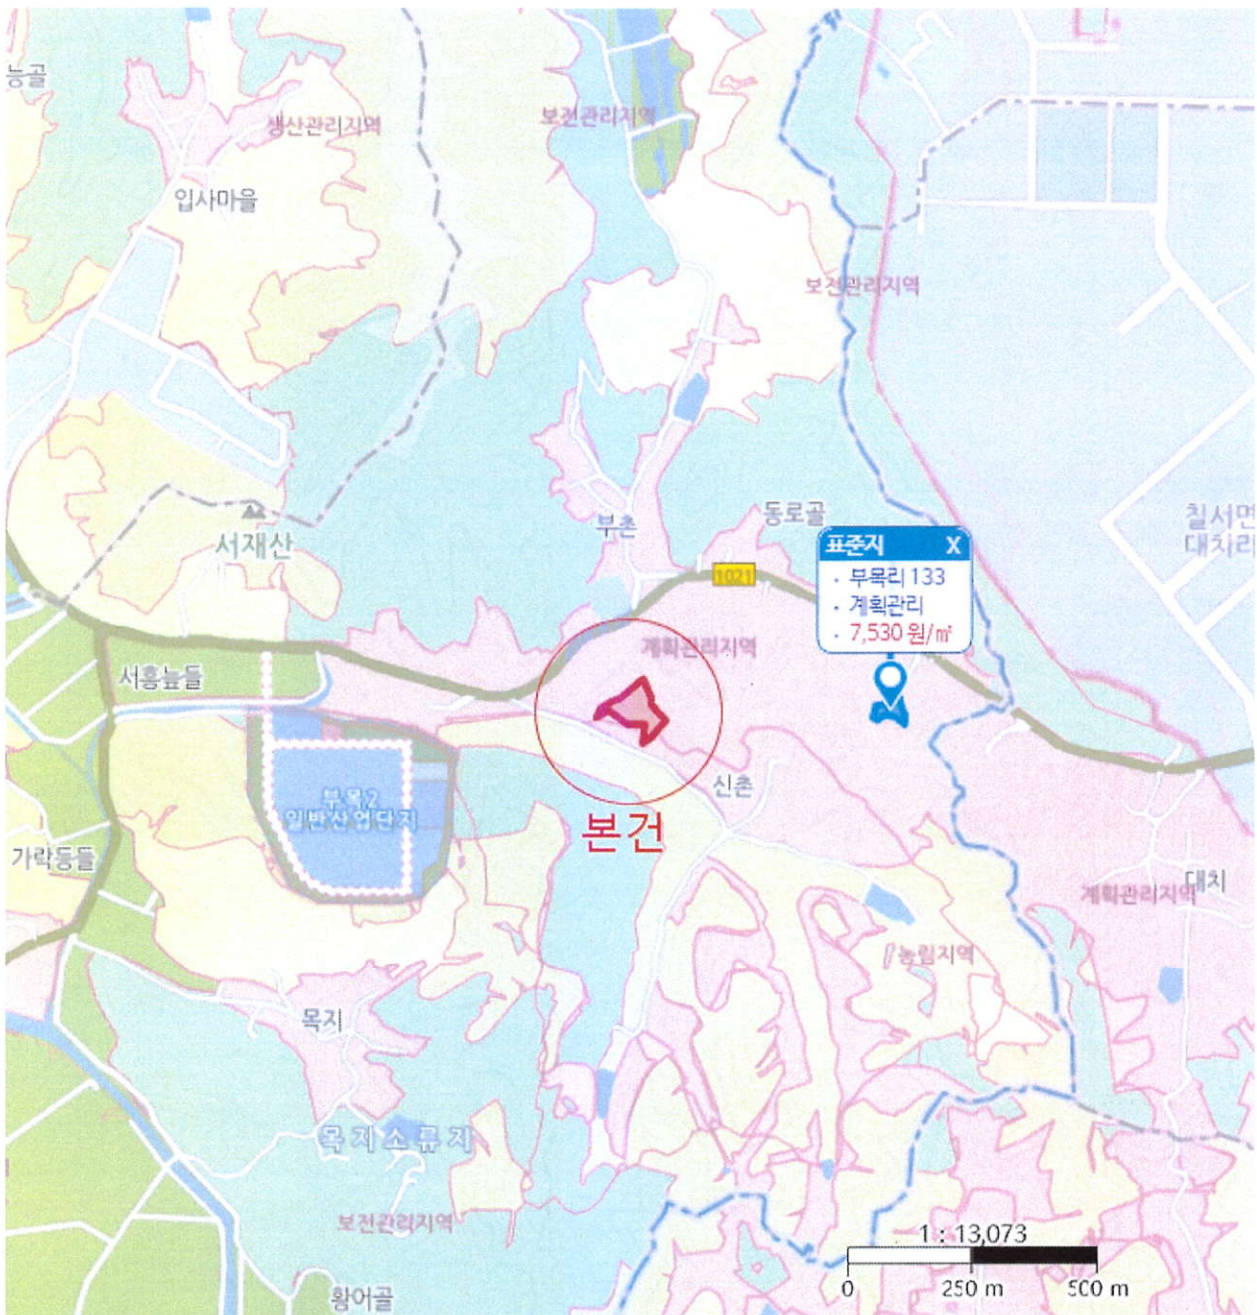 능골
생산관리지역
보전관리지역
입사마을
보전관리지역
서재산
부촌
동로골
칠서면
대치리
표준지 X
· 부목리 133
· 계획관리
· 7,530 원/㎡
1021
계획관리지역
서흥늪들
신촌
본건
부목2
일반산업단지
가락등들
대치
계획관리지역
농림지역
목지
목지소류지
보전관리지역
황어골
1 : 13,073
0 250 m 500 m